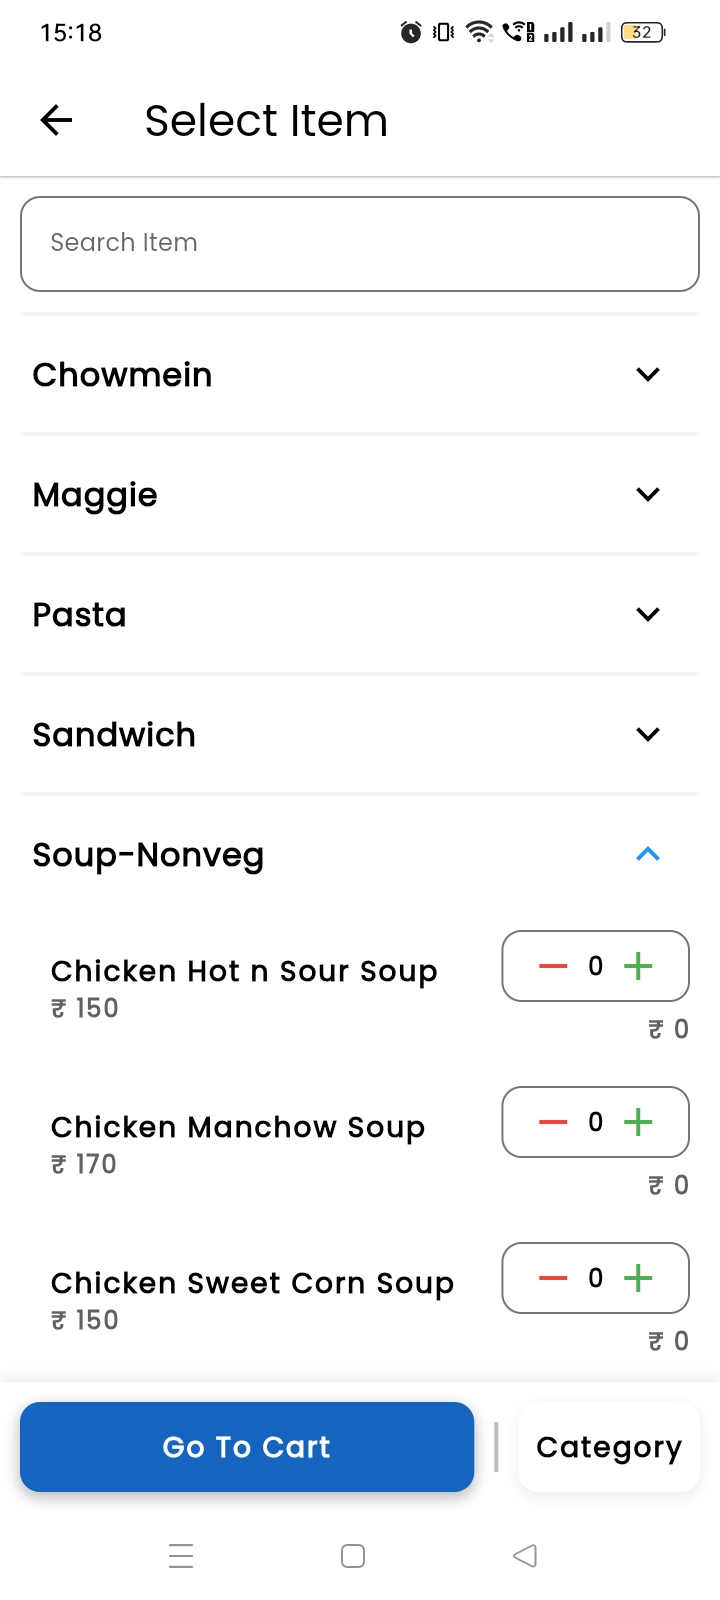 15:18
32
Select Item
Search Item
Chowmein
Maggie
Pasta
Sandwich
Soup-Nonveg
Chicken Hot n Sour Soup
0
₹ 150
₹ 0
Chicken Manchow Soup
0
₹ 170
₹ 0
Chicken Sweet Corn Soup
0
₹ 150
₹ 0
Go To Cart
Category